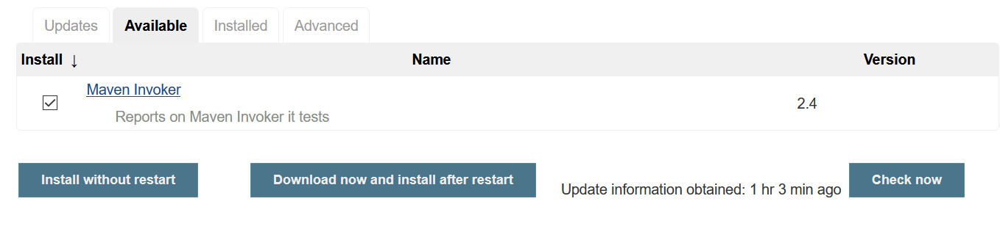 Updates Available Installed Advanced
Install ↓ Name Version
Maven Invoker
Reports on Maven Invoker it tests
2.4
Install without restart Download now and install after restart Update information obtained: 1 hr 3 min ago Check now